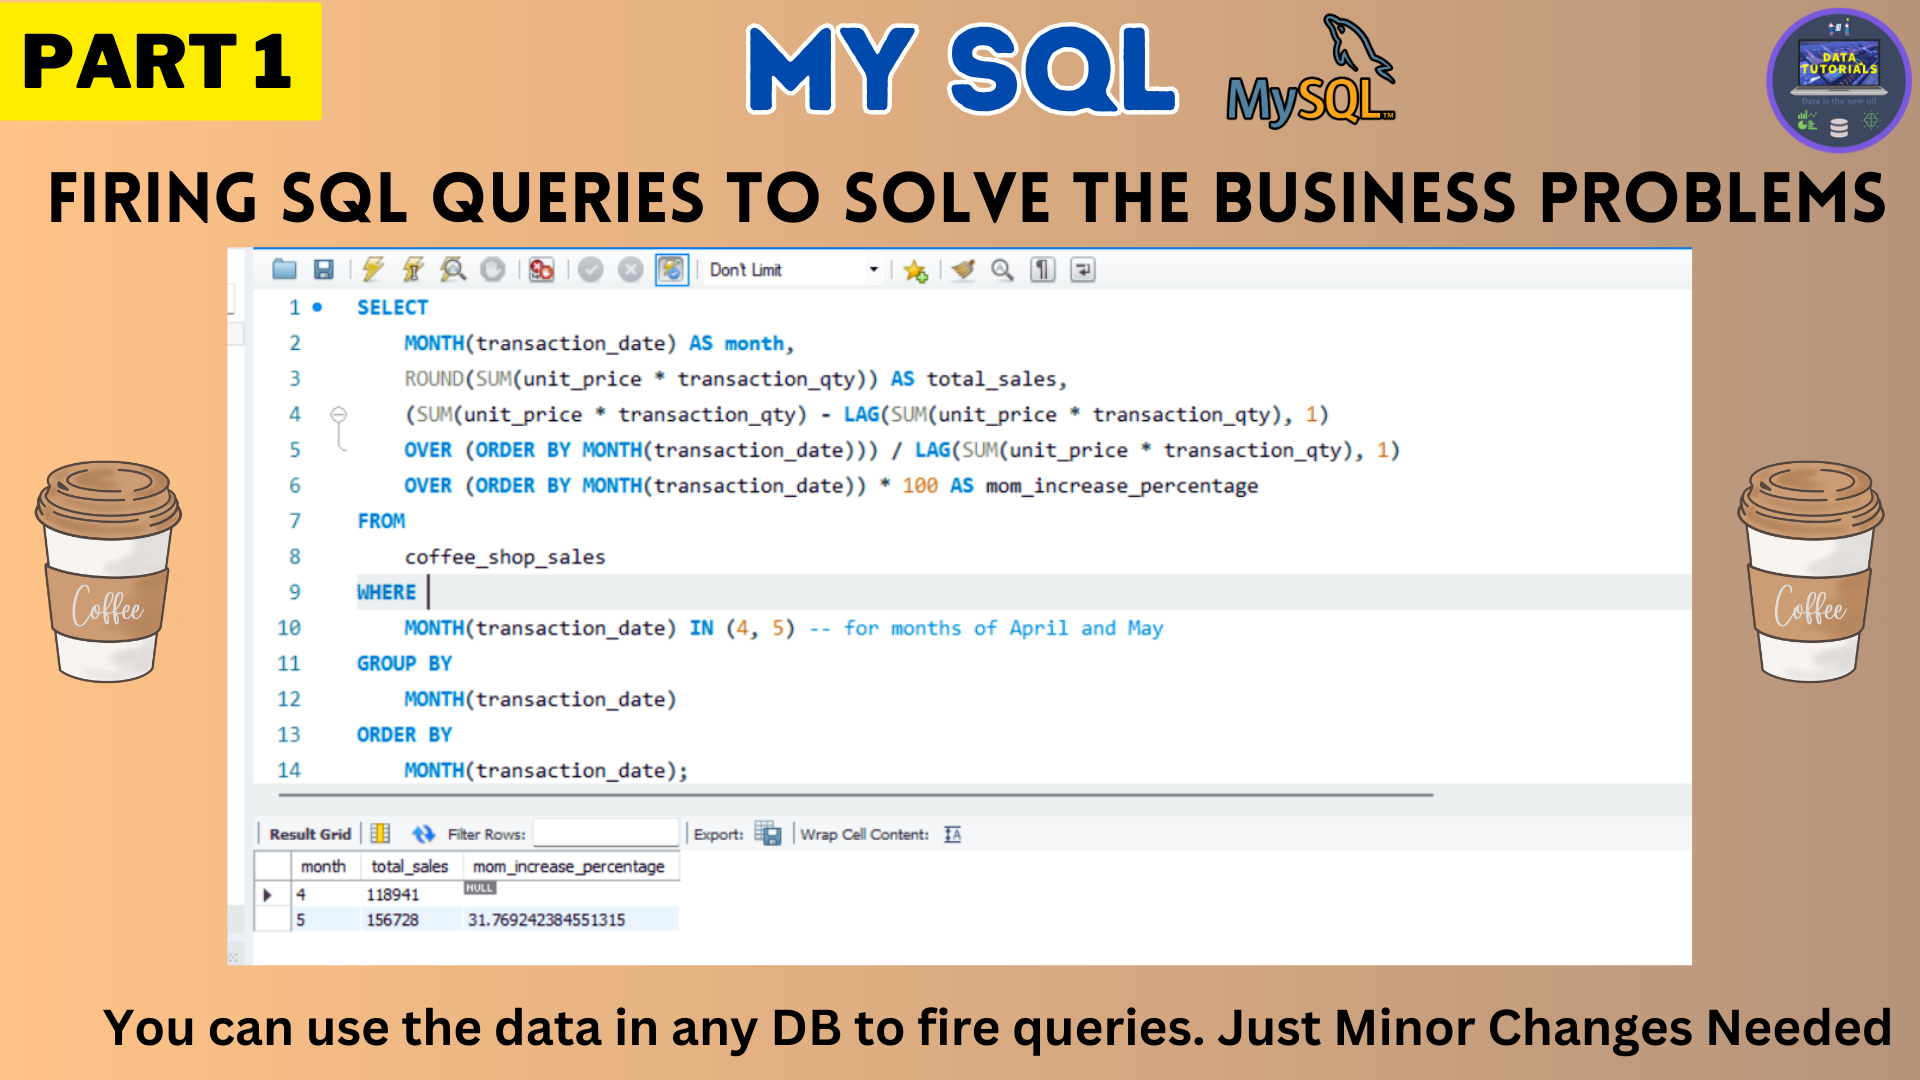 PART 1
MY SQL
MySQL™
DATA
TUTORIALS
Data is the new oil
FIRING SQL QUERIES TO SOLVE THE BUSINESS PROBLEMS
Don't Limit
1 SELECT
2 MONTH(transaction_date) AS month,
3 ROUND(SUM(unit_price * transaction_qty)) AS total_sales,
4 (SUM(unit_price * transaction_qty) - LAG(SUM(unit_price * transaction_qty), 1)
5 OVER (ORDER BY MONTH(transaction_date))) / LAG(SUM(unit_price * transaction_qty), 1)
6 OVER (ORDER BY MONTH(transaction_date)) * 100 AS mom_increase_percentage
7 FROM
8 coffee_shop_sales
9 WHERE
10 MONTH(transaction_date) IN (4, 5) -- for months of April and May
11 GROUP BY
12 MONTH(transaction_date)
13 ORDER BY
14 MONTH(transaction_date);
Coffee
Coffee
Result Grid Filter Rows: Export: Wrap Cell Content:
month total_sales mom_increase_percentage
4 118941 NULL
5 156728 31.769242384551315
You can use the data in any DB to fire queries. Just Minor Changes Needed